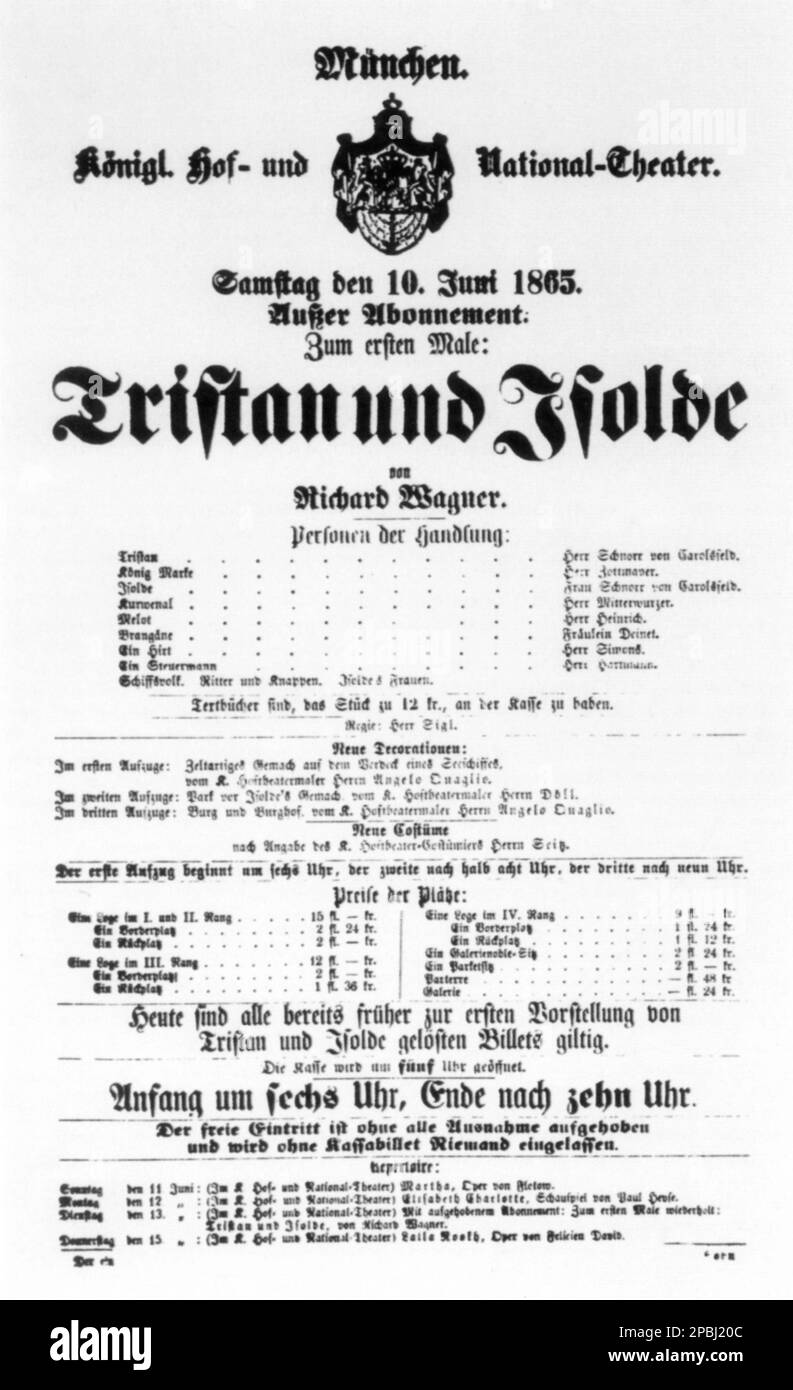 München.
Königl. Hof- und National-Theater.
Samstag den 10. Juni 1865.
Außer Abonnement.
Zum ersten Male:
Tristan und Isolde
von
Richard Wagner.
Personen der Handlung:
Tristan . . . . . . . . . . . . Herr Schnorr von Carolsfeld.
König Marke . . . . . . . . . . . Herr Zottmayer.
Isolde . . . . . . . . . . . . Frau Schnorr von Carolsfeld.
Kurwenal . . . . . . . . . . . . Herr Mitterwurzer.
Melot . . . . . . . . . . . . Herr Heinrich.
Brangäne . . . . . . . . . . . . Fräulein Deinet.
Ein Hirt . . . . . . . . . . . . Herr Simons.
Ein Steuermann . . . . . . . . . . Herr Hartmann.
Schiffsvolk. Ritter und Knappen. Isolde's Frauen.
Textbücher sind, das Stück zu 12 kr., an der Kasse zu haben.
Regie: Herr Sigl.
Neue Decorationen:
Im ersten Aufzuge: Zeltartiges Gemach auf dem Verdeck eines Seeschiffes,
vom K. Hoftheatermaler Herrn Angelo Quaglio.
Im zweiten Aufzuge: Park vor Isolde's Gemach, vom K. Hoftheatermaler Herrn Döll.
Im dritten Aufzuge: Burg und Burghof, vom K. Hoftheatermaler Herrn Angelo Quaglio.
Neue Costüme
nach Angabe des K. Hoftheater-Costümiers Herrn Seitz.
Der erste Aufzug beginnt um sechs Uhr, der zweite nach halb acht Uhr, der dritte nach neun Uhr.
Preise der Plätze:
Eine Loge im I. und II. Rang . . . . . . 15 fl. — kr.
Ein Vorderplatz . . . . . . . . 2 fl. 24 kr.
Ein Rückplatz . . . . . . . . . 2 fl. — kr.
Eine Loge im III. Rang . . . . . . . . 12 fl. — kr.
Ein Vorderplatz . . . . . . . . 2 fl. — kr.
Ein Rückplatz . . . . . . . . . 1 fl. 36 kr.
Eine Loge im IV. Rang . . . . . . . . 9 fl. — kr.
Ein Vorderplatz . . . . . . . . 1 fl. 24 kr.
Ein Rückplatz . . . . . . . . . 1 fl. 12 kr.
Ein Galerienoble-Sitz . . . . . . . . . 2 fl. 24 kr.
Ein Parketsitz . . . . . . . . . . . 2 fl. — kr.
Parterre . . . . . . . . . . . . — fl. 48 kr.
Galerie . . . . . . . . . . . . — fl. 24 kr.
Heute sind alle bereits früher zur ersten Vorstellung von
Tristan und Isolde gelösten Billets giltig.
Die Kasse wird um fünf Uhr geöffnet.
Anfang um sechs Uhr, Ende nach zehn Uhr.
Der freie Eintritt ist ohne alle Ausnahme aufgehoben
und wird ohne Kassabillet Niemand eingelassen.
Repertoire:
Sonntag den 11 Juni: (Im K. Hof- und National-Theater) Martha, Oper von Flotow.
Montag den 12 „ : (Im K. Hof- und National-Theater) Elisabeth Charlotte, Schauspiel von Paul Heyse.
Dienstag den 13. „ : (Im K. Hof- und National-Theater) Mit aufgehobenem Abonnement: Zum ersten Male wiederholt:
Tristan und Isolde, von Richard Wagner.
Donnerstag den 15. „ : (Im K. Hof- und National-Theater) Lalla Rookh, Oper von Felicien David.
Der
alamy
Image ID: 2PBJ20C
www.alamy.com